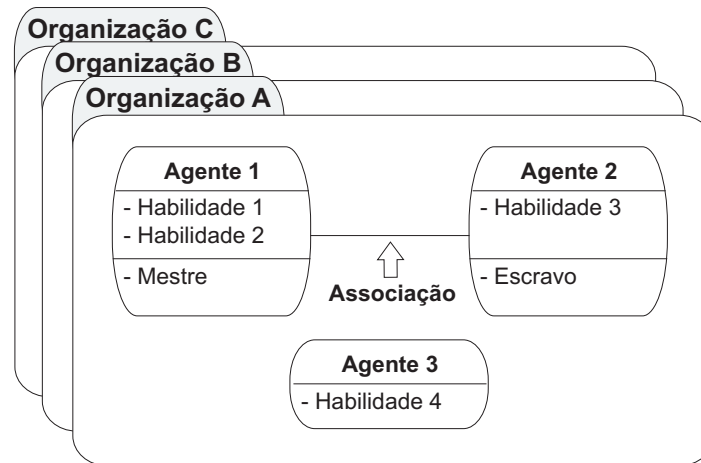 Organização C
Organização B
Organização A
Agente 1
- Habilidade 1
- Habilidade 2
- Mestre
Associação
Agente 2
- Habilidade 3
- Escravo
Agente 3
- Habilidade 4